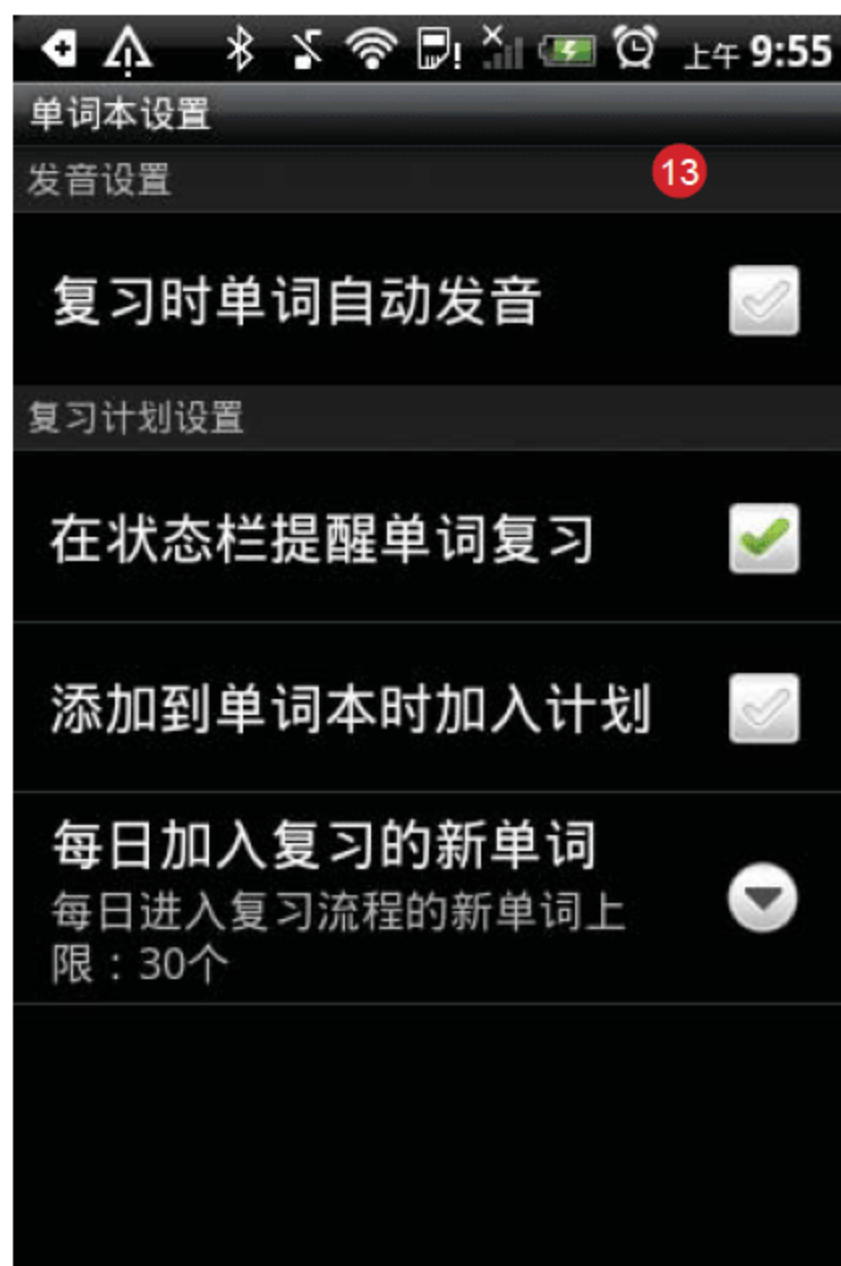 上午 9:55
单词本设置
发音设置
13
复习时单词自动发音
复习计划设置
在状态栏提醒单词复习
添加到单词本时加入计划
每日加入复习的新单词
每日进入复习流程的新单词上
限：30个